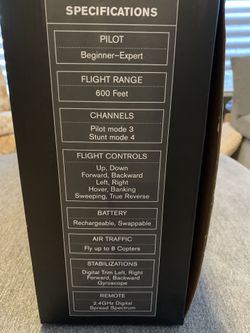 SPECIFICATIONS
PILOT
Beginner–Expert
FLIGHT RANGE
600 Feet
CHANNELS
Pilot mode 3
Stunt mode 4
FLIGHT CONTROLS
Up, Down
Forward, Backward
Left, Right
Hover, Banking
Sweeping, True Reverse
BATTERY
Rechargeable, Swappable
AIR TRAFFIC
Fly up to 8 Copters
STABILIZATIONS
Digital Trim Left, Right
Forward, Backward
Gyroscope
REMOTE
2.4GHz Digital
Spread Spectrum